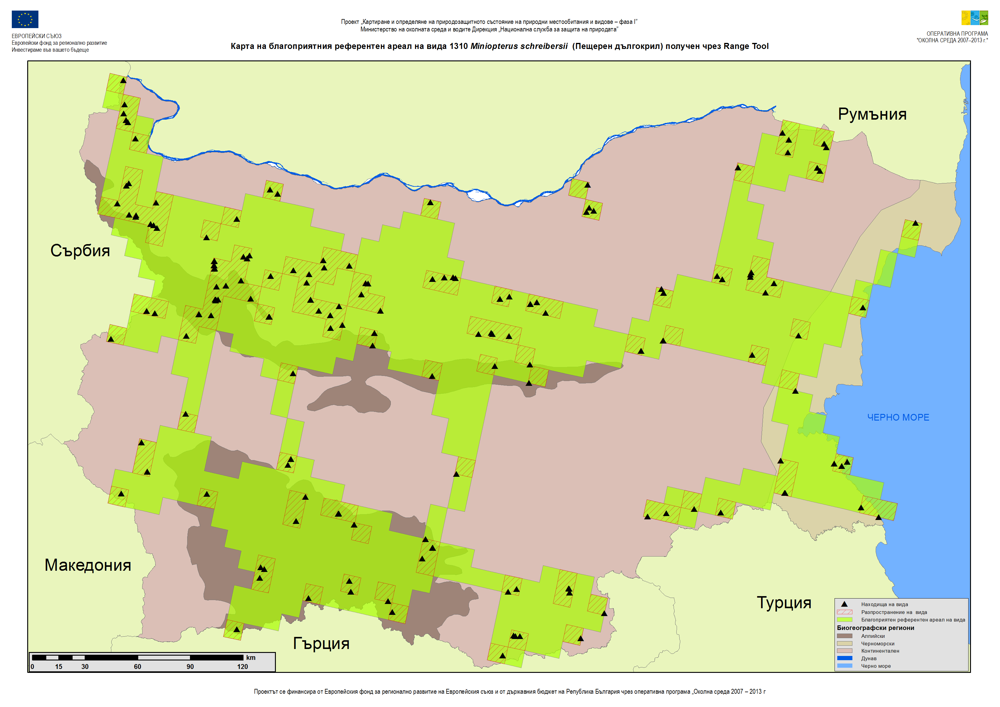 Проект „Картиране и определяне на природозащитното състояние на природни местообитания и видове – фаза I”
Министерство на околната среда и водите Дирекция „Национална служба за защита на природата”
ЕВРОПЕЙСКИ СЪЮЗ
Европейски фонд за регионално развитие
Инвестираме във вашето бъдеще
ОПЕРАТИВНА ПРОГРАМА
"ОКОЛНА СРЕДА 2007–2013 г."
Карта на благоприятния референтен ареал на вида 1310 Miniopterus schreibersii (Пещерен дългокрил) получен чрез Range Tool
Румъния
Сърбия
ЧЕРНО МОРЕ
Македония
Турция
Гърция
Находища на вида
Разпространение на вида
Благоприятен референтен ареал на вида
Биогеографски региони
Алпийски
Черноморски
Континентален
Дунав
Черно море
km
0 15 30 60 90 120
Проектът се финансира от Европейския фонд за регионално развитие на Европейския съюз и от държавния бюджет на Република България чрез оперативна програма „Околна среда 2007 – 2013 г